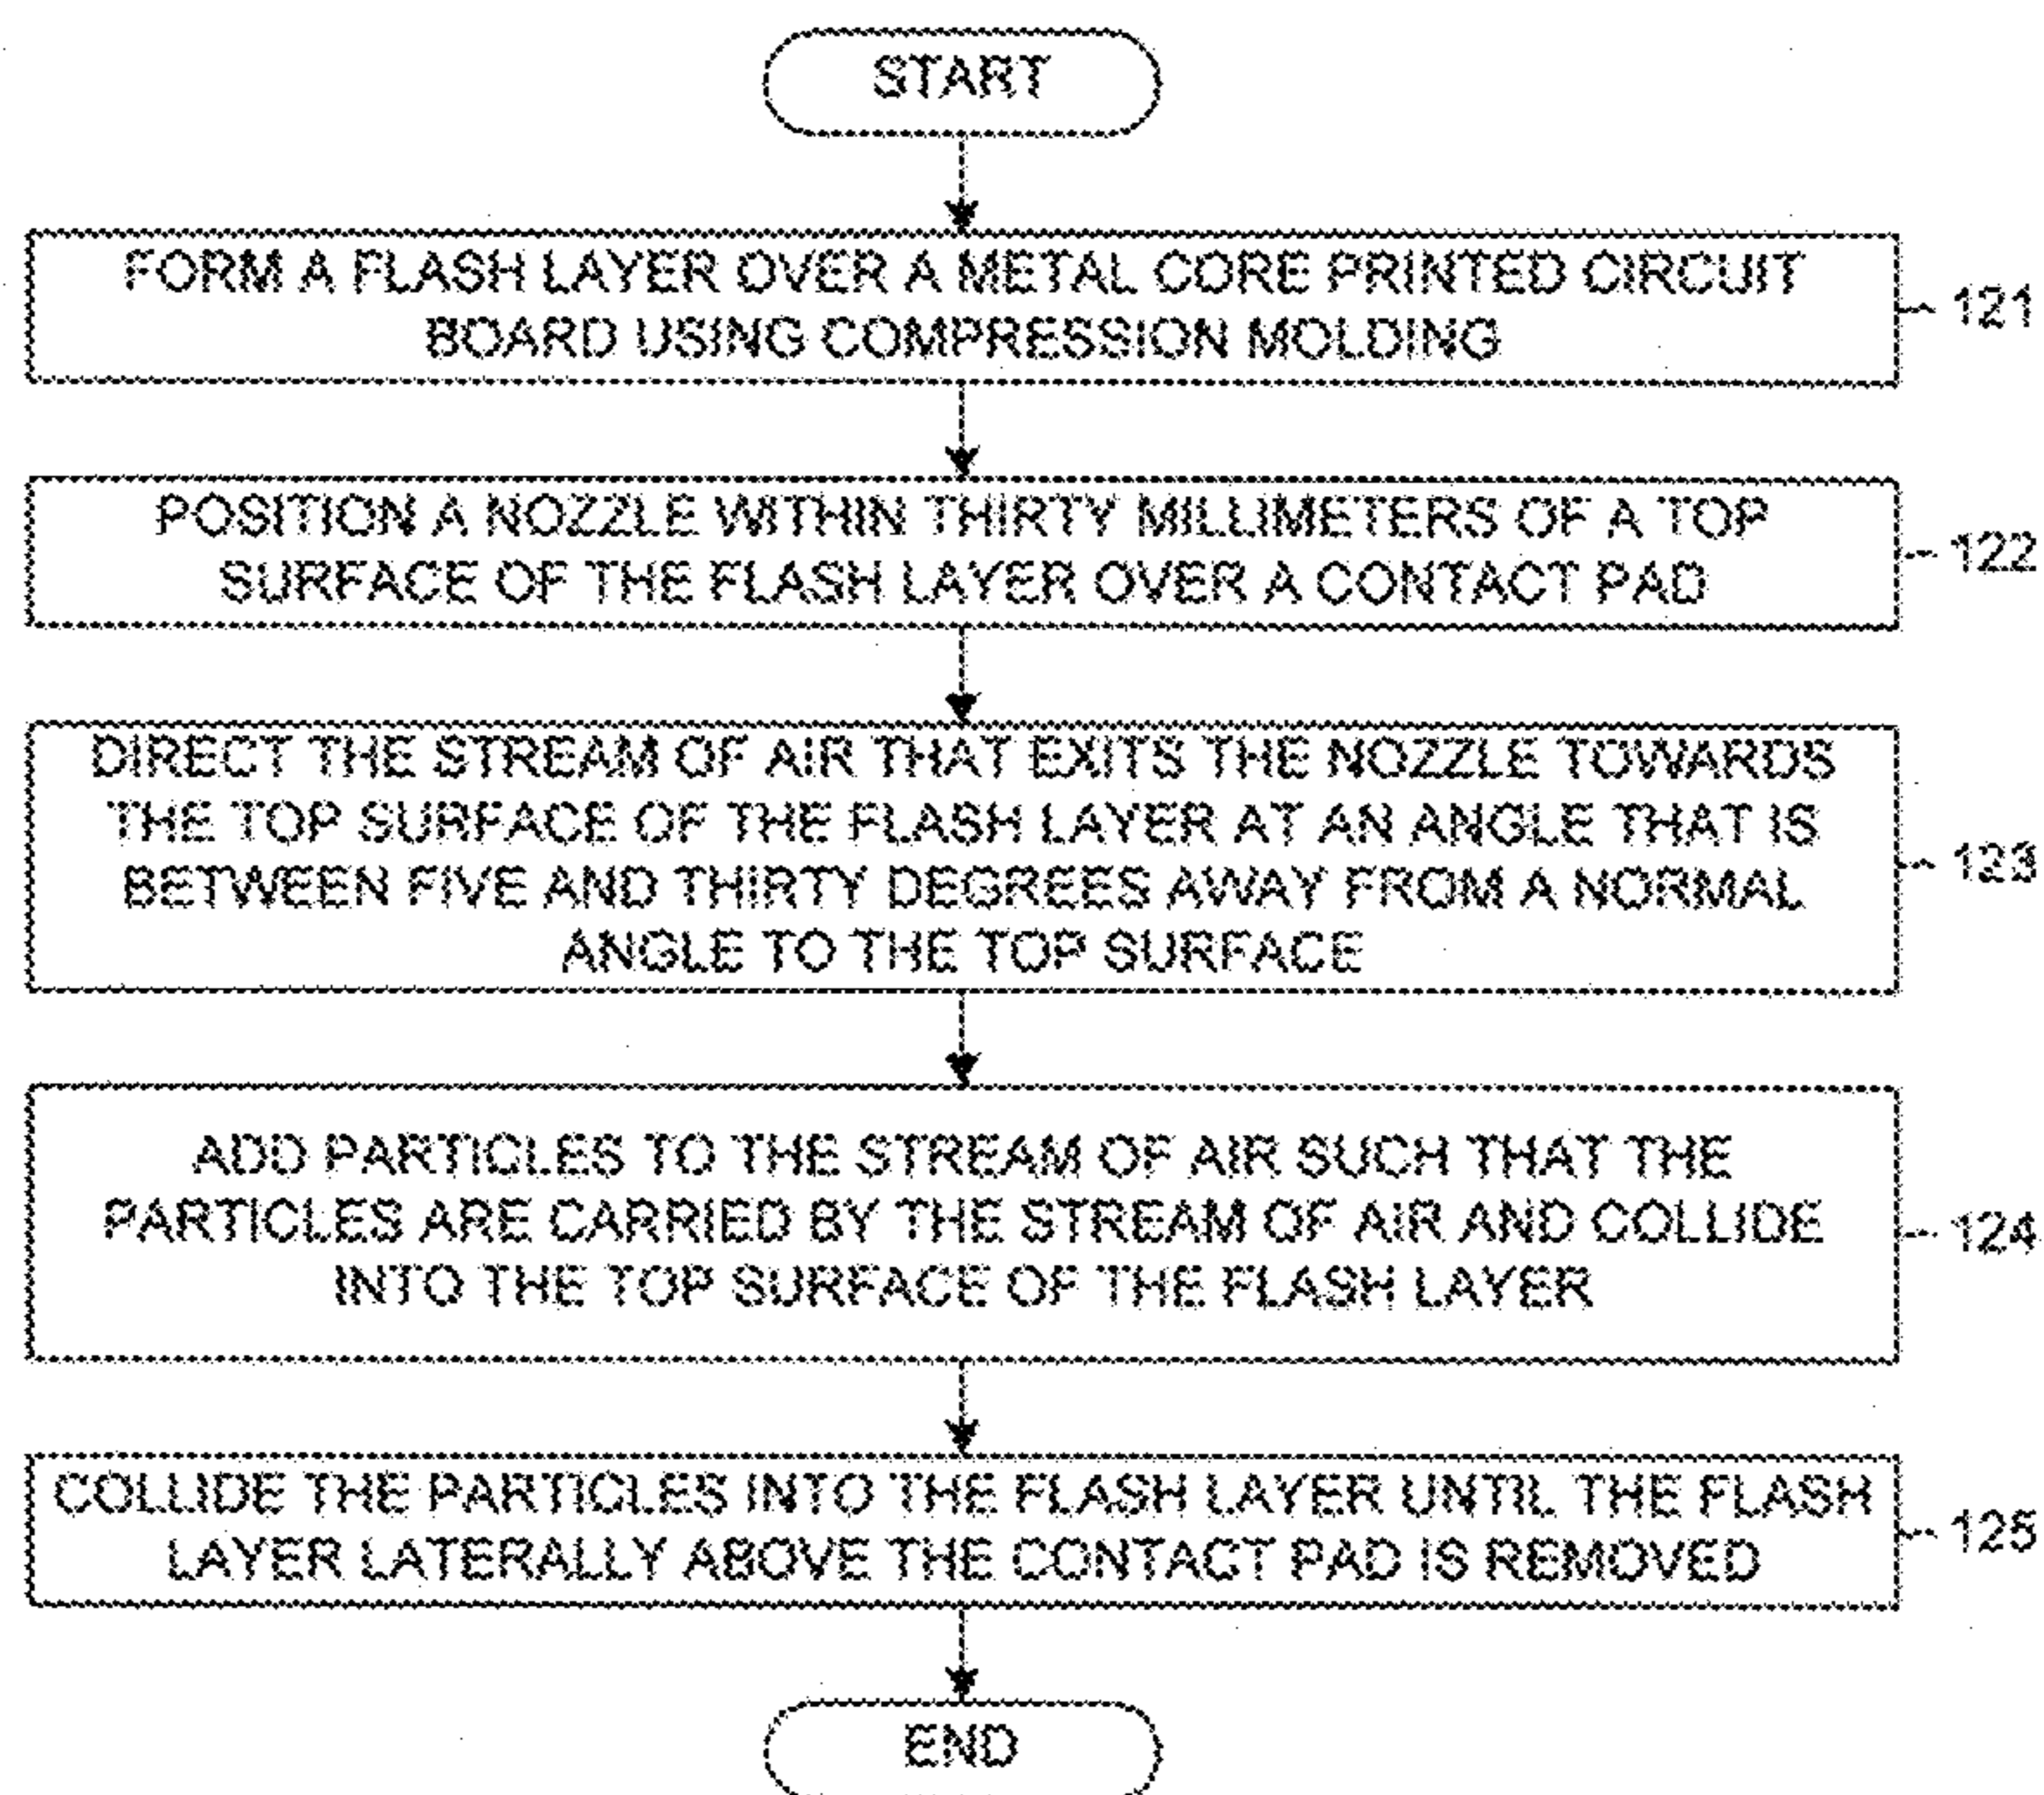 START
FORM A FLASH LAYER OVER A METAL CORE PRINTED CIRCUIT
BOARD USING COMPRESSION MOLDING
121
POSITION A NOZZLE WITHIN THIRTY MILLIMETERS OF A TOP
SURFACE OF THE FLASH LAYER OVER A CONTACT PAD
122
DIRECT THE STREAM OF AIR THAT EXITS THE NOZZLE TOWARDS
THE TOP SURFACE OF THE FLASH LAYER AT AN ANGLE THAT IS
BETWEEN FIVE AND THIRTY DEGREES AWAY FROM A NORMAL
ANGLE TO THE TOP SURFACE
123
ADD PARTICLES TO THE STREAM OF AIR SUCH THAT THE
PARTICLES ARE CARRIED BY THE STREAM OF AIR AND COLLIDE
INTO THE TOP SURFACE OF THE FLASH LAYER
124
COLLIDE THE PARTICLES INTO THE FLASH LAYER UNTIL THE FLASH
LAYER LATERALLY ABOVE THE CONTACT PAD IS REMOVED
125
END